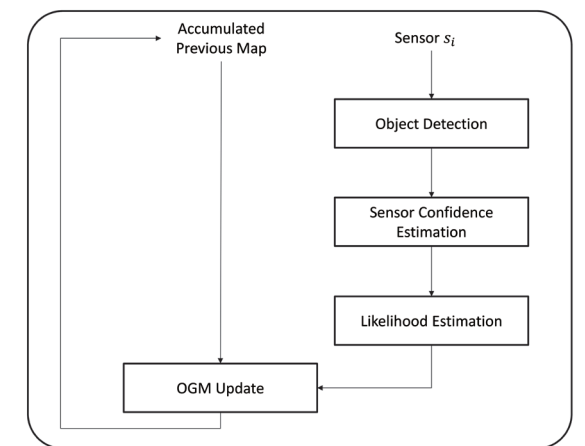 Accumulated
Previous Map
Sensor sᵢ
Object Detection
Sensor Confidence
Estimation
Likelihood Estimation
OGM Update